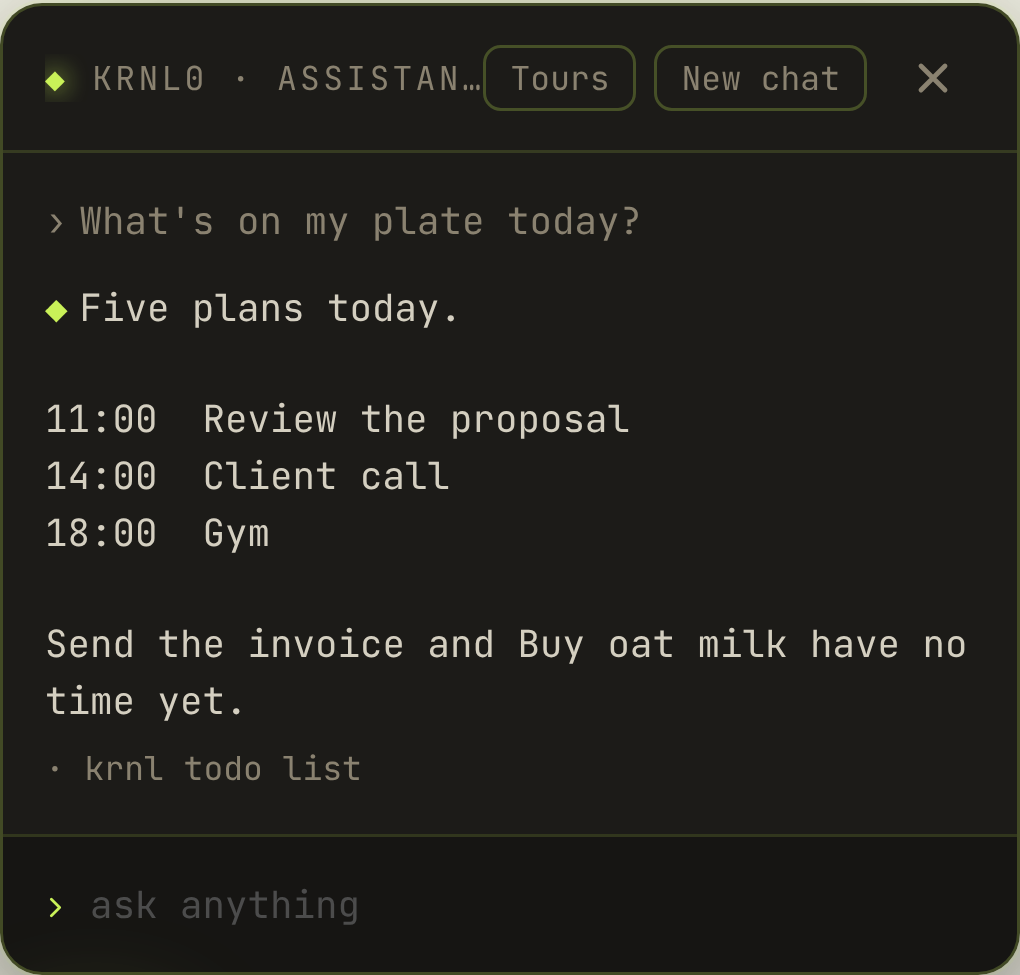 ◆ KRNL0 · ASSISTAN… Tours New chat ×
› What's on my plate today?
◆ Five plans today.
11:00 Review the proposal
14:00 Client call
18:00 Gym
Send the invoice and Buy oat milk have no
time yet.
· krnl todo list
› ask anything